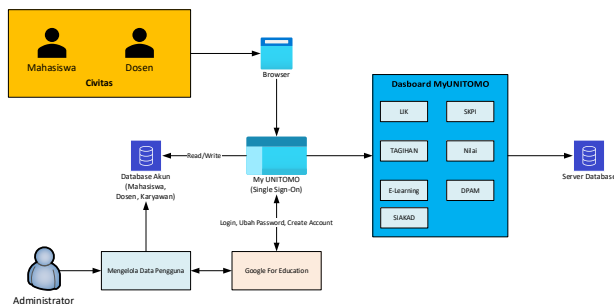 Mahasiswa
Dosen
Civitas
Browser
Dasboard MyUNITOMO
SKPI
TAGIHAN
Nilai
E-Learning
DPAM
SIAKAD
Server Database
Read/Write
Database Akun
(Mahasiswa,
Dosen, Karyawan)
My UNITOMO
(Single Sign-On)
Login, Ubah Password, Create Account
Mengelola Data Pengguna
Google For Education
Administrator